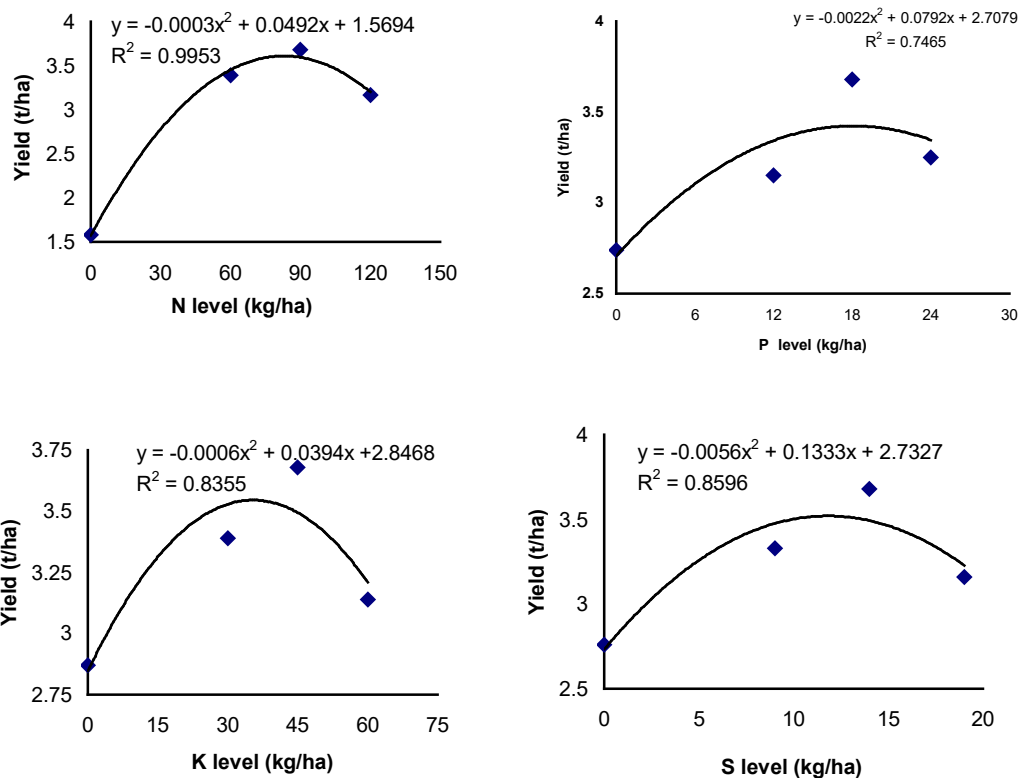 y = -0.0003x² + 0.0492x + 1.5694
R² = 0.9953
4
3.5
3
2.5
2
1.5
0 30 60 90 120 150
Yield (t/ha)
N level (kg/ha)
y = -0.0022x² + 0.0792x + 2.7079
R² = 0.7465
4
3.5
3
2.5
0 6 12 18 24 30
Yield (t/ha)
P level (kg/ha)
y = -0.0006x² + 0.0394x +2.8468
R² = 0.8355
3.75
3.5
3.25
3
2.75
0 15 30 45 60 75
Yield (t/ha)
K level (kg/ha)
y = -0.0056x² + 0.1333x + 2.7327
R² = 0.8596
4
3.5
3
2.5
0 5 10 15 20
Yield (t/ha)
S level (kg/ha)